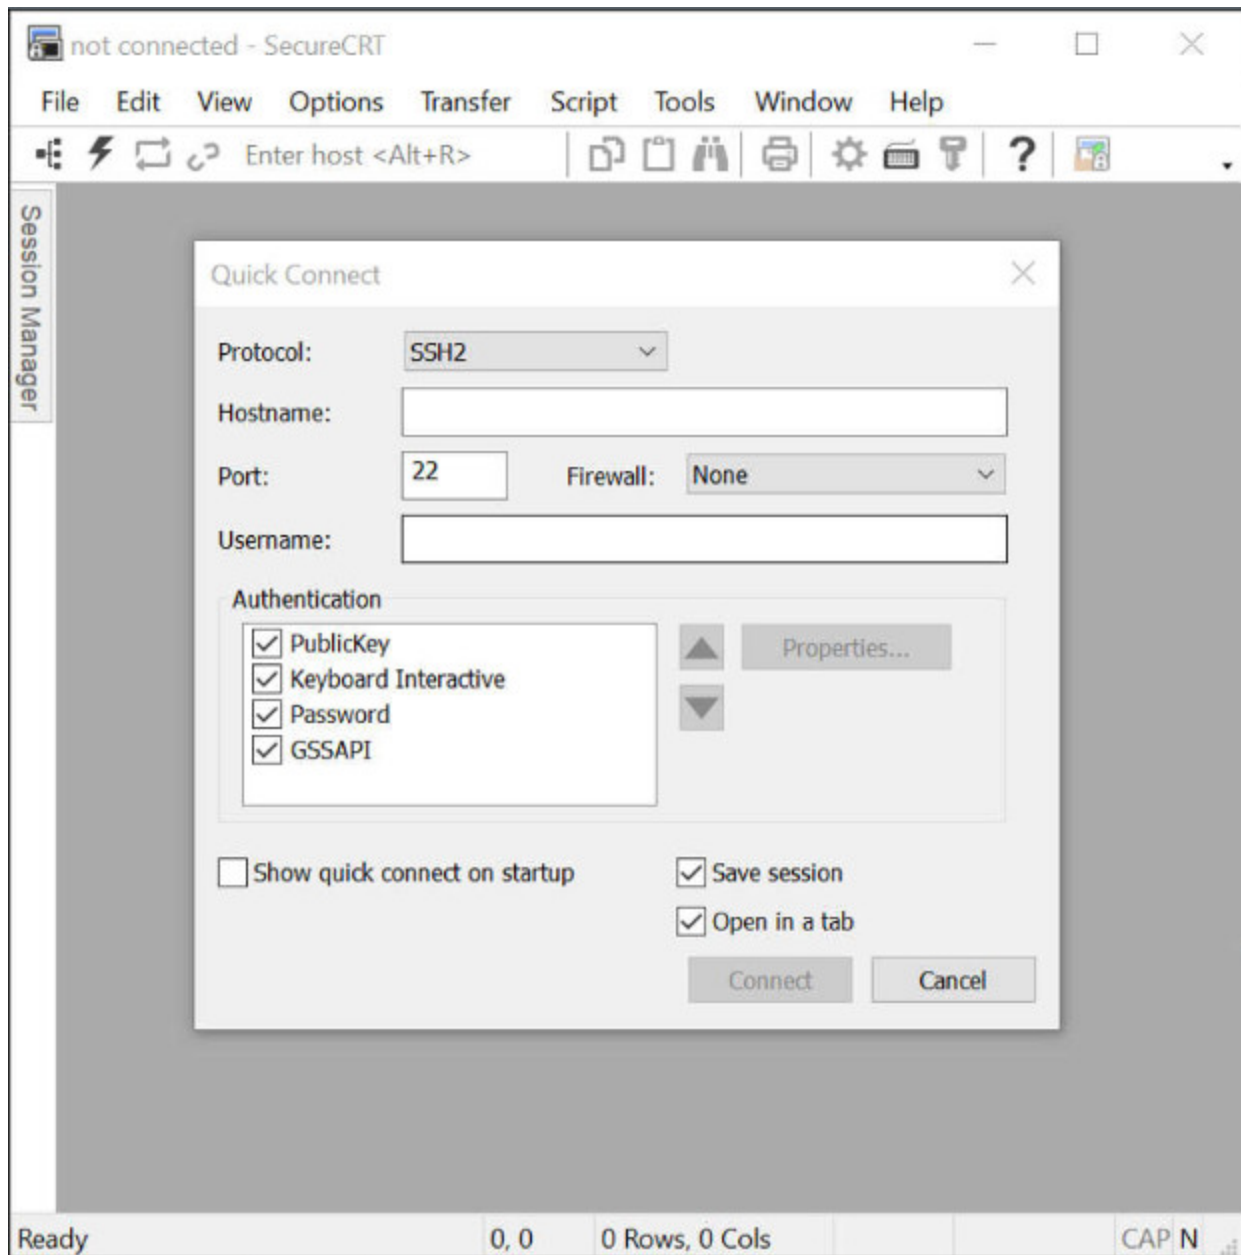 not connected - SecureCRT
File Edit View Options Transfer Script Tools Window Help
Enter host <Alt+R>
Session Manager
Quick Connect
Protocol: SSH2
Hostname:
Port: 22 Firewall: None
Username:
Authentication
PublicKey
Properties...
Keyboard Interactive
Password
GSSAPI
Show quick connect on startup
Save session
Open in a tab
Connect Cancel
Ready 0, 0 0 Rows, 0 Cols CAP N